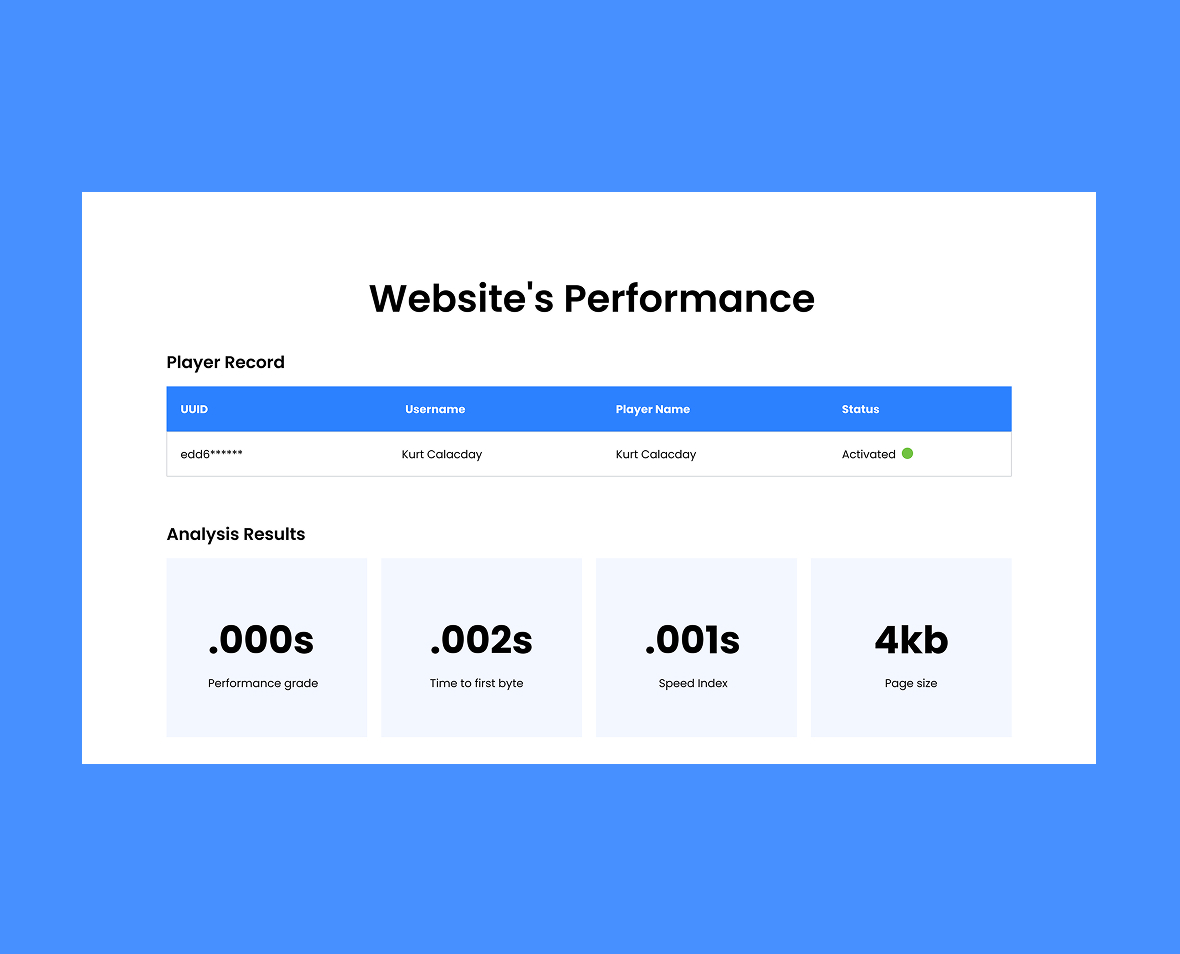 Website's Performance
Player Record
UUID Username Player Name Status
edd6****** Kurt Calacday Kurt Calacday Activated
Analysis Results
.000s .002s .001s 4kb
Performance grade Time to first byte Speed Index Page size